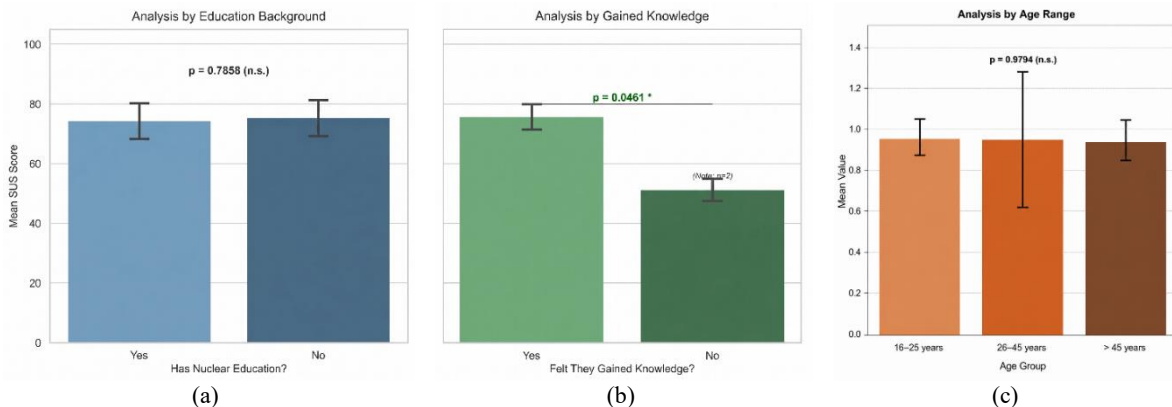 Analysis by Education Background
100
80
60
40
20
0
Mean SUS Score
p = 0.7858 (n.s.)
Yes
No
Has Nuclear Education?
(a)
Analysis by Gained Knowledge
p = 0.0461 *
(Note: n=2)
Yes
No
Felt They Gained Knowledge?
(b)
Analysis by Age Range
1.4
1.2
1.0
0.8
0.6
0.4
0.2
0.0
Mean Value
p = 0.9794 (n.s.)
16–25 years
26–45 years
> 45 years
Age Group
(c)